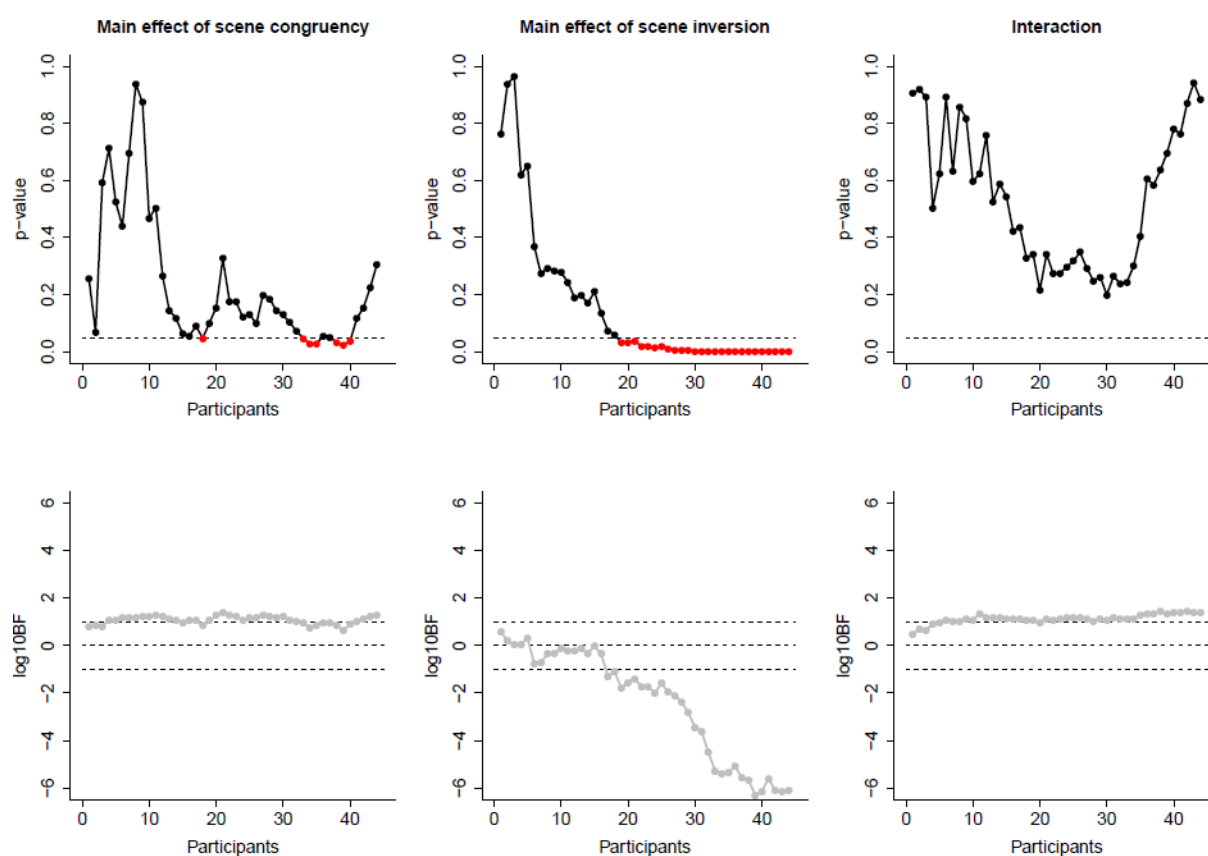 Main effect of scene congruency
Main effect of scene inversion
Interaction
p−value
0.0 0.2 0.4 0.6 0.8 1.0
0 10 20 30 40
Participants
p−value
0.0 0.2 0.4 0.6 0.8 1.0
0 10 20 30 40
Participants
p−value
0.0 0.2 0.4 0.6 0.8 1.0
0 10 20 30 40
Participants
log10BF
−6 −4 −2 0 2 4 6
0 10 20 30 40
Participants
log10BF
−6 −4 −2 0 2 4 6
0 10 20 30 40
Participants
log10BF
−6 −4 −2 0 2 4 6
0 10 20 30 40
Participants